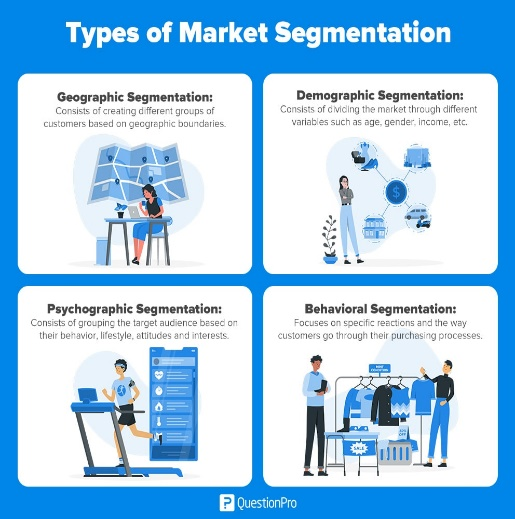 Types of Market Segmentation
Geographic Segmentation:
Consists of creating different groups of
customers based on geographic boundaries.
Demographic Segmentation:
Consists of dividing the market through different
variables such as age, gender, income, etc.
$
Psychographic Segmentation:
Consists of grouping the target audience based on
their behavior, lifestyle, attitudes and interests.
Behavioral Segmentation:
Focuses on specific reactions and the way
customers go through their purchasing processes.
SALE
QuestionPro